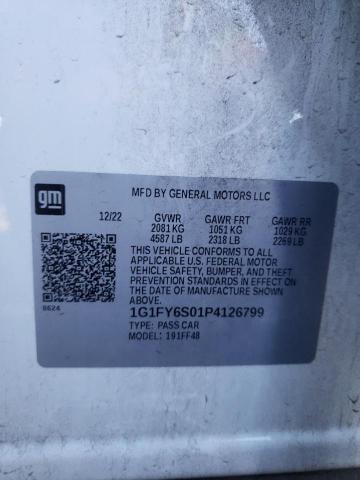 gm
MFD BY GENERAL MOTORS LLC
12/22 GVWR GAWR FRT GAWR RR
2081 KG 1051 KG 1029 KG
4587 LB 2318 LB 2269 LB
THIS VEHICLE CONFORMS TO ALL
APPLICABLE U.S. FEDERAL MOTOR
VEHICLE SAFETY, BUMPER, AND THEFT
PREVENTION STANDARDS IN EFFECT ON
THE DATE OF MANUFACTURE SHOWN
ABOVE.
1G1FY6S01P4126799
TYPE: PASS CAR
8624
MODEL: 191FF48